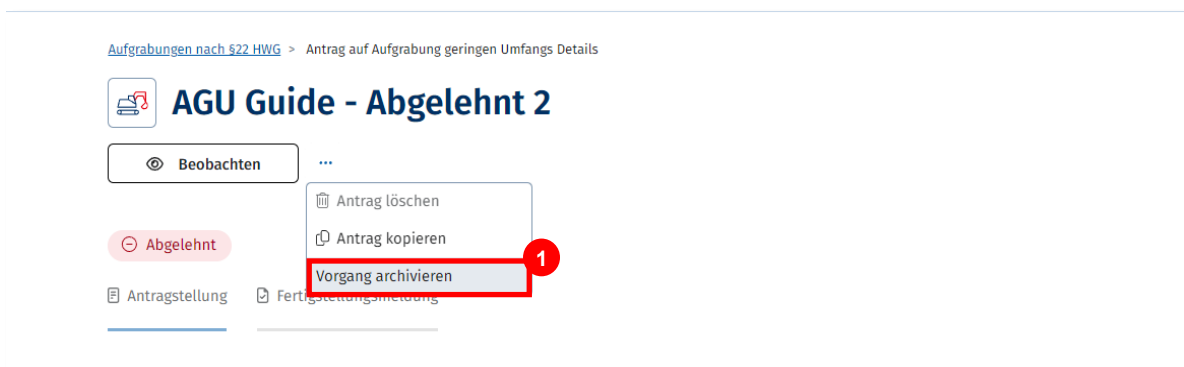 Aufgrabungen nach §22 HWG > Antrag auf Aufgrabung geringen Umfangs Details
AGU Guide - Abgelehnt 2
Beobachten ...
Antrag löschen
Antrag kopieren
Abgelehnt
1
Vorgang archivieren
Antragstellung Fertigstellungsmeldung